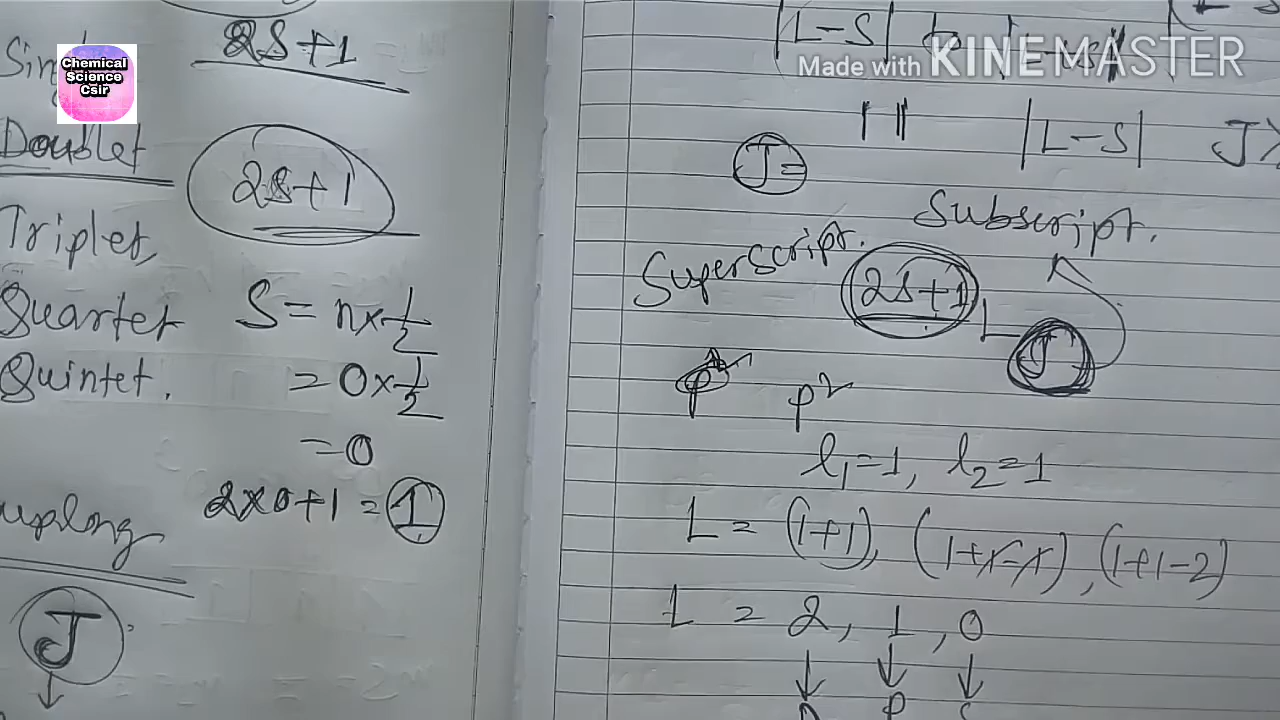 2S+1
Chemical
Science
Csir
Doublet
2S+1
Triplet,
Quartet
S = n×1/2
Quintet.
= 0×1/2
= 0
2×0+1 = 1
J
|L-S| to
Made with KINEMASTER
|L-S| J
J=
Subscript.
Superscript.
2S+1
L
J
p
p²
l₁=1, l₂=1
L = (1+1), (1+1-1), (1+1-2)
L = 2, 1, 0
↓ ↓ ↓
D P S